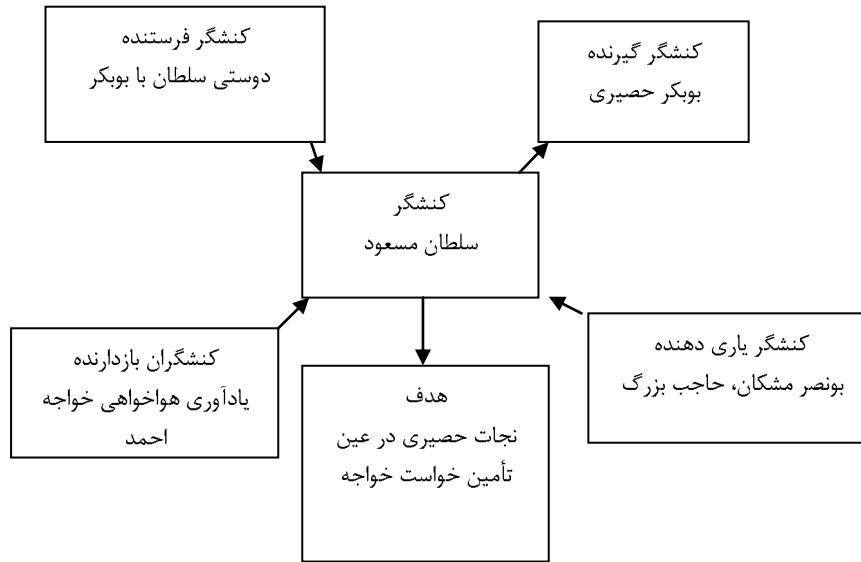 کنشگر گیرنده
بوبکر حصیری
کنشگر فرستنده
دوستی سلطان با بوبکر
کنشگر
سلطان مسعود
کنشگر یاری دهنده
بونصر مشکان، حاجب بزرگ
کنشگران بازدارنده
یادآوری هواخواهی خواجه
احمد
هدف
نجات حصیری در عین
تأمین خواست خواجه